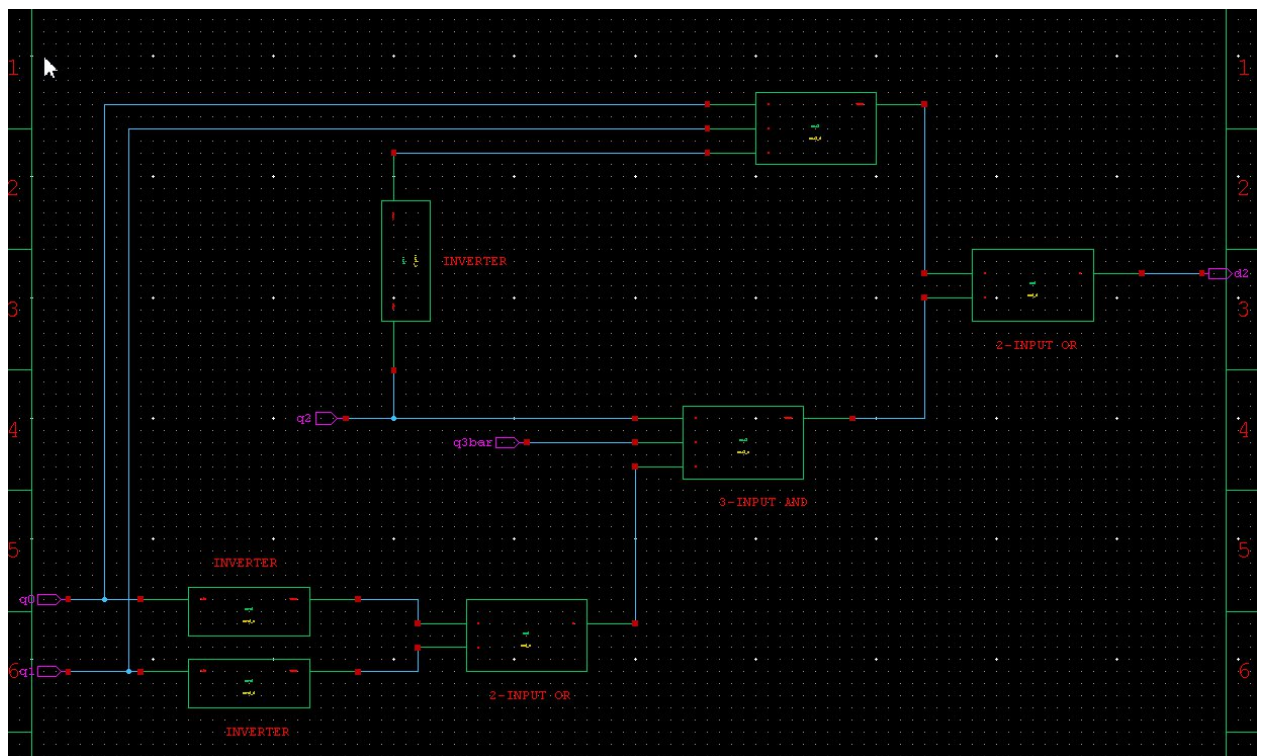 1 1
2 2
INVERTER
d2
3 3
2-INPUT OR
q2
4 4
q3bar
3-INPUT AND
5 5
INVERTER
q0
6 q1 6
2-INPUT OR
INVERTER